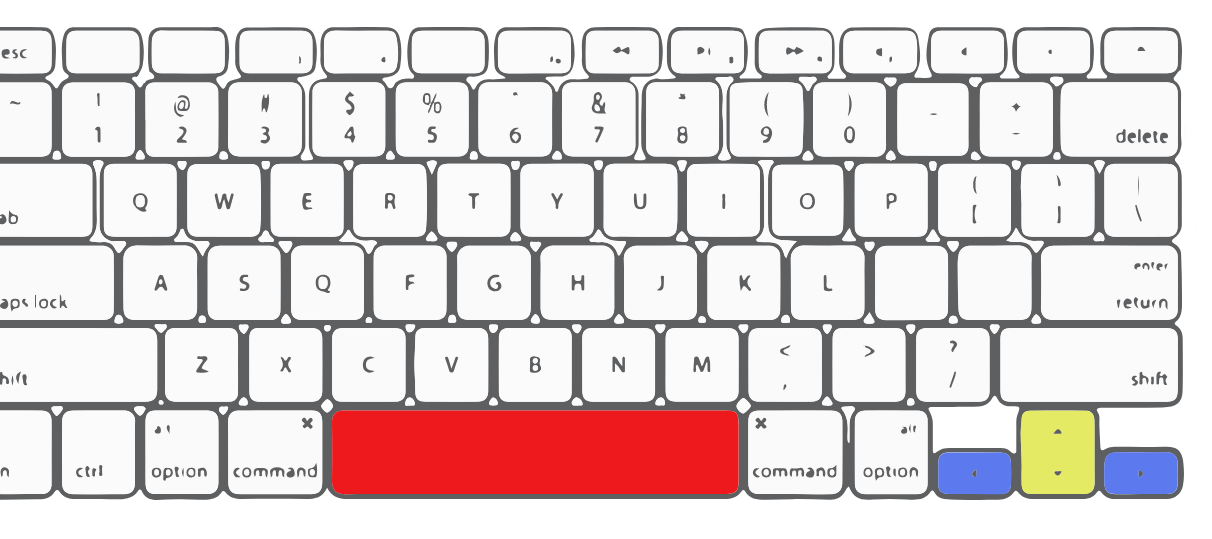 esc
~ ! @ # $ % ^ & * ( ) - +
1 2 3 4 5 6 7 8 9 0 - delete
ab Q W E R T Y U I O P { [ } ] | \
aps lock A S Q F G H J K L enter return
hift Z X C V B N M < , > ? / shift
n ctrl alt option command command alt option